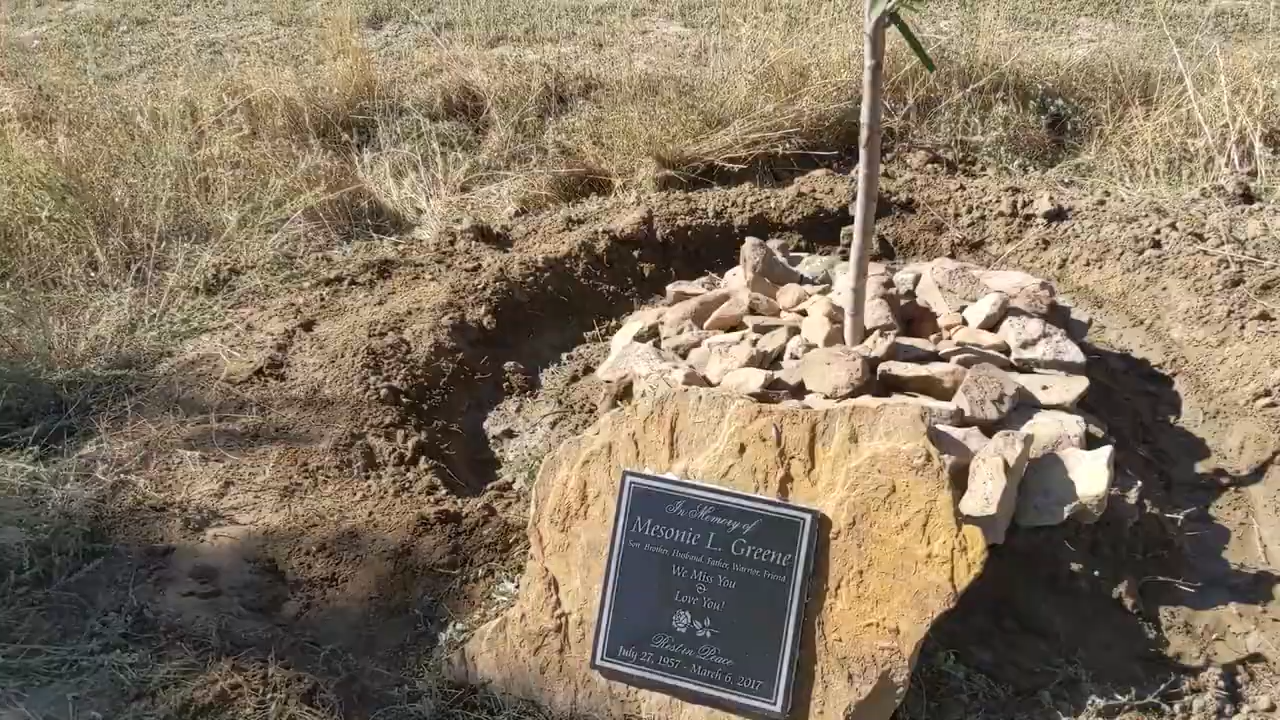 In Memory of
Mesonie L. Greene
Son, Brother, Husband, Father, Warrior, Friend
We Miss You
&
Love You!
Rest in Peace
July 27, 1957 - March 6, 2017